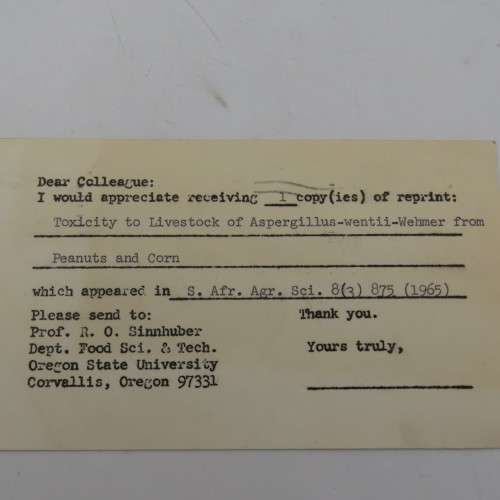 Dear Colleague:
I would appreciate receiving 1 copy(ies) of reprint:
Toxicity to Livestock of Aspergillus-wentii-Wehmer from
Peanuts and Corn
which appeared in S. Afr. Agr. Sci. 8(3) 875 (1965)
Please send to:
Prof. R. O. Sinnhuber
Dept. Food Sci. & Tech.
Oregon State University
Corvallis, Oregon 97331
Thank you.
Yours truly,